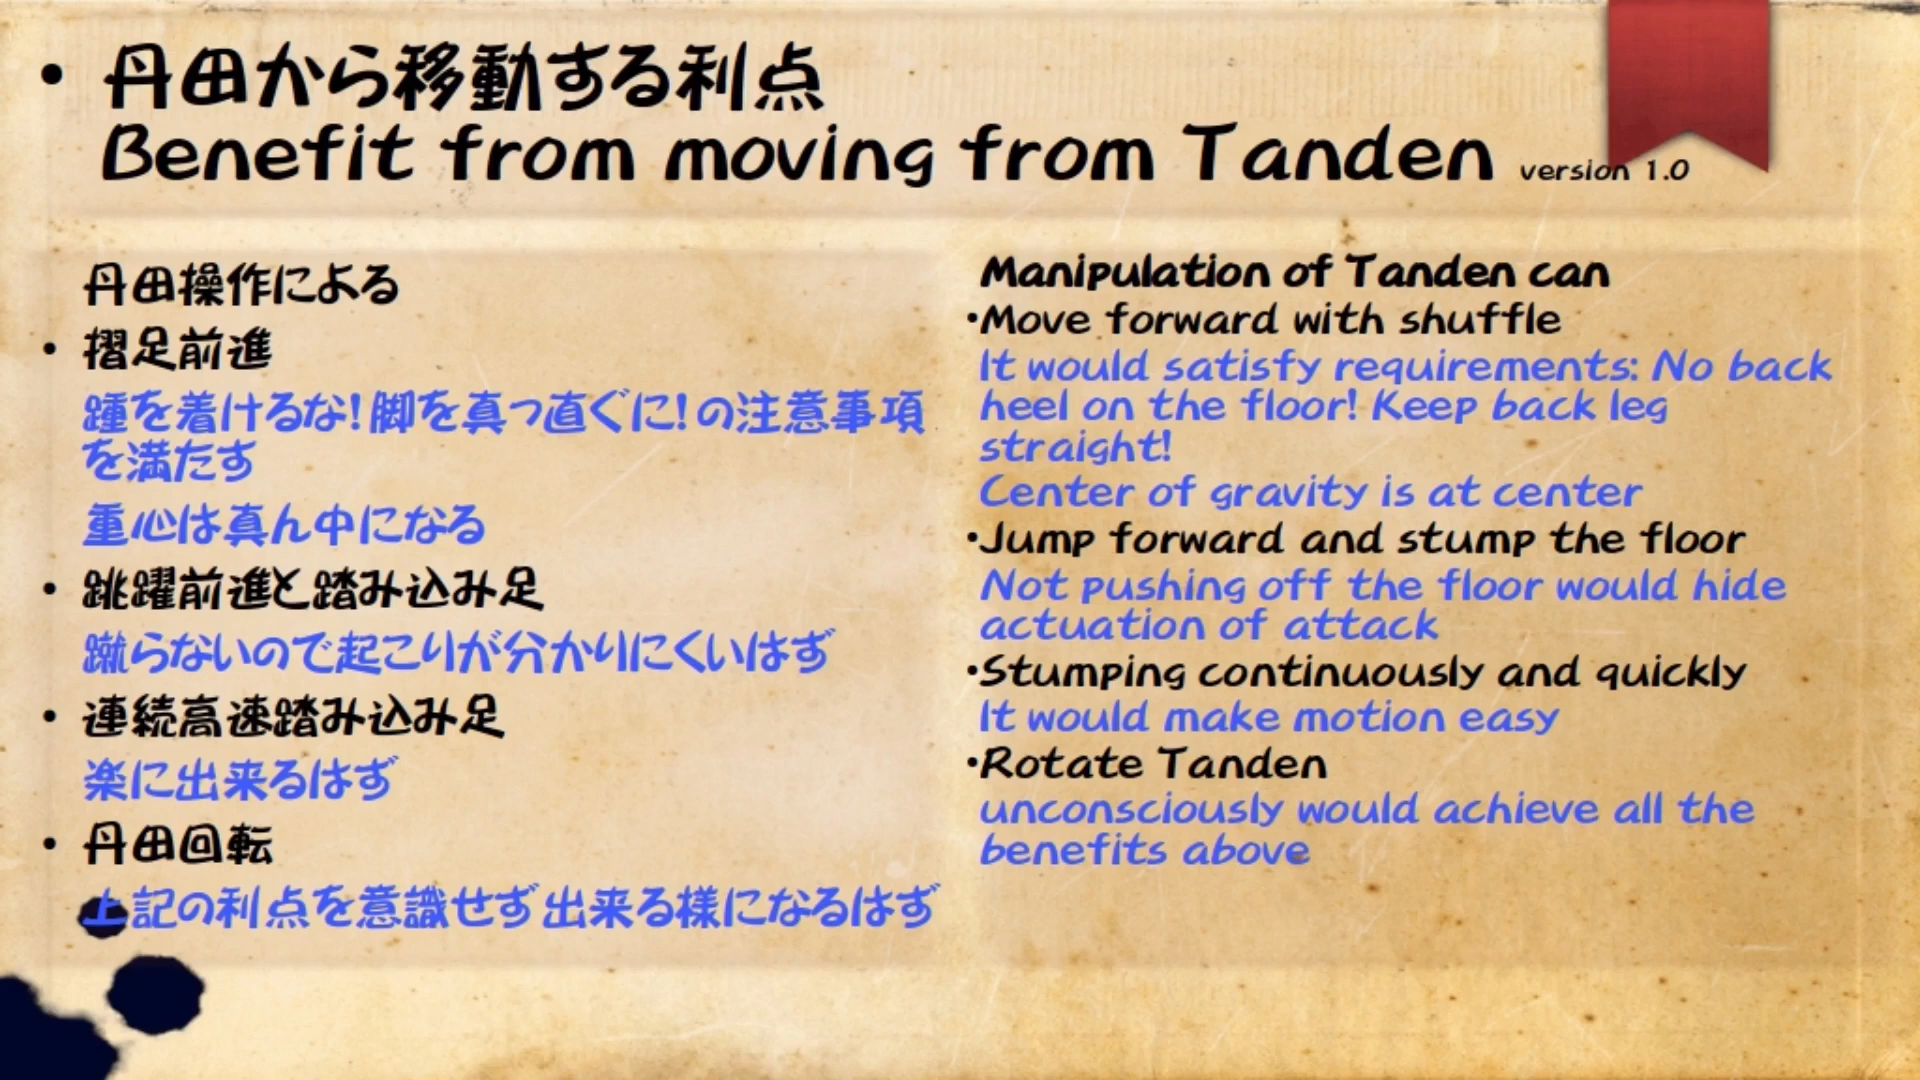 • 丹田から移動する利点
Benefit from moving from Tanden version 1.0
丹田操作による
• 摺足前進
踵を着けるな!脚を真っ直ぐに!の注意事項
を満たす
重心は真ん中になる
• 跳躍前進と踏み込み足
蹴らないので起こりが分かりにくいはず
• 連続高速踏み込み足
楽に出来るはず
• 丹田回転
上記の利点を意識せず出来る様になるはず
Manipulation of Tanden can
•Move forward with shuffle
It would satisfy requirements: No back
heel on the floor! Keep back leg
straight!
Center of gravity is at center
•Jump forward and stump the floor
Not pushing off the floor would hide
actuation of attack
•Stumping continuously and quickly
It would make motion easy
•Rotate Tanden
unconsciously would achieve all the
benefits above